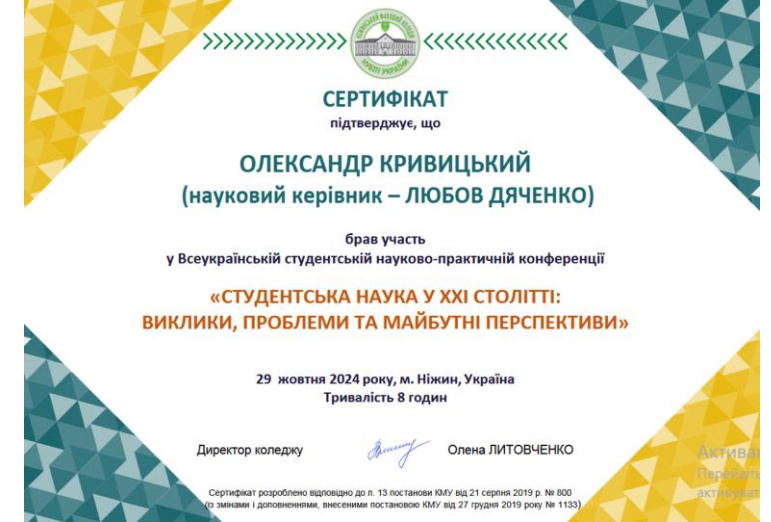 СЕРТИФІКАТ
підтверджує, що
ОЛЕКСАНДР КРИВИЦЬКИЙ
(науковий керівник – ЛЮБОВ ДЯЧЕНКО)
брав участь
у Всеукраїнській студентській науково-практичній конференції
«СТУДЕНТСЬКА НАУКА У ХХІ СТОЛІТТІ:
ВИКЛИКИ, ПРОБЛЕМИ ТА МАЙБУТНІ ПЕРСПЕКТИВИ»
29 жовтня 2024 року, м. Ніжин, Україна
Тривалість 8 годин
Директор коледжу
Олена ЛИТОВЧЕНКО
Сертифікат розроблено відповідно до п. 13 постанови КМУ від 21 серпня 2019 р. № 800
(із змінами і доповненнями, внесеними постановою КМУ від 27 грудня 2019 року № 1133)